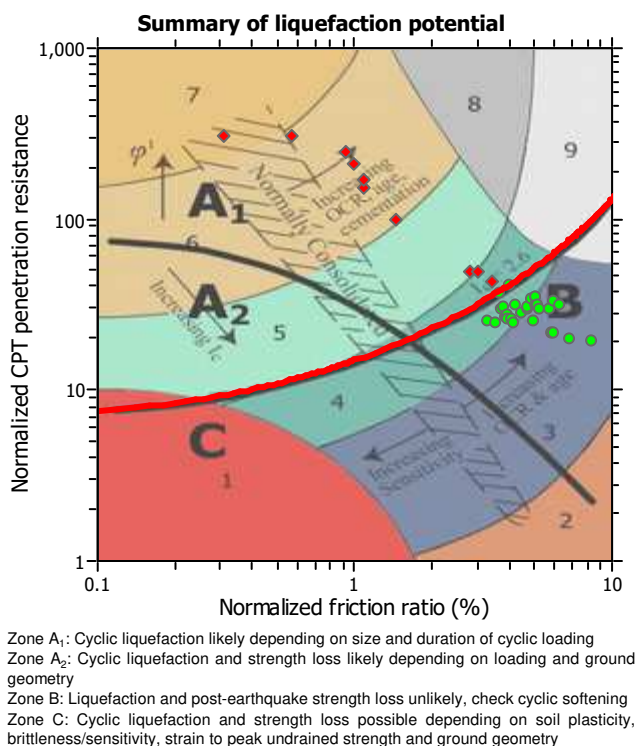 Summary of liquefaction potential
1,000
100
10
1
0.1
1
10
Normalized CPT penetration resistance
Normalized friction ratio (%)
7
8
9
φ'
A1
Normally Consolidated
Increasing
OCR, age,
cementation
6
A2
Increasing Ic
5
2.6
B
4
Increasing
OCR & age
3
C
1
Increasing
Sensitivity
2
Zone A1: Cyclic liquefaction likely depending on size and duration of cyclic loading
Zone A2: Cyclic liquefaction and strength loss likely depending on loading and ground
geometry
Zone B: Liquefaction and post-earthquake strength loss unlikely, check cyclic softening
Zone C: Cyclic liquefaction and strength loss possible depending on soil plasticity,
brittleness/sensitivity, strain to peak undrained strength and ground geometry